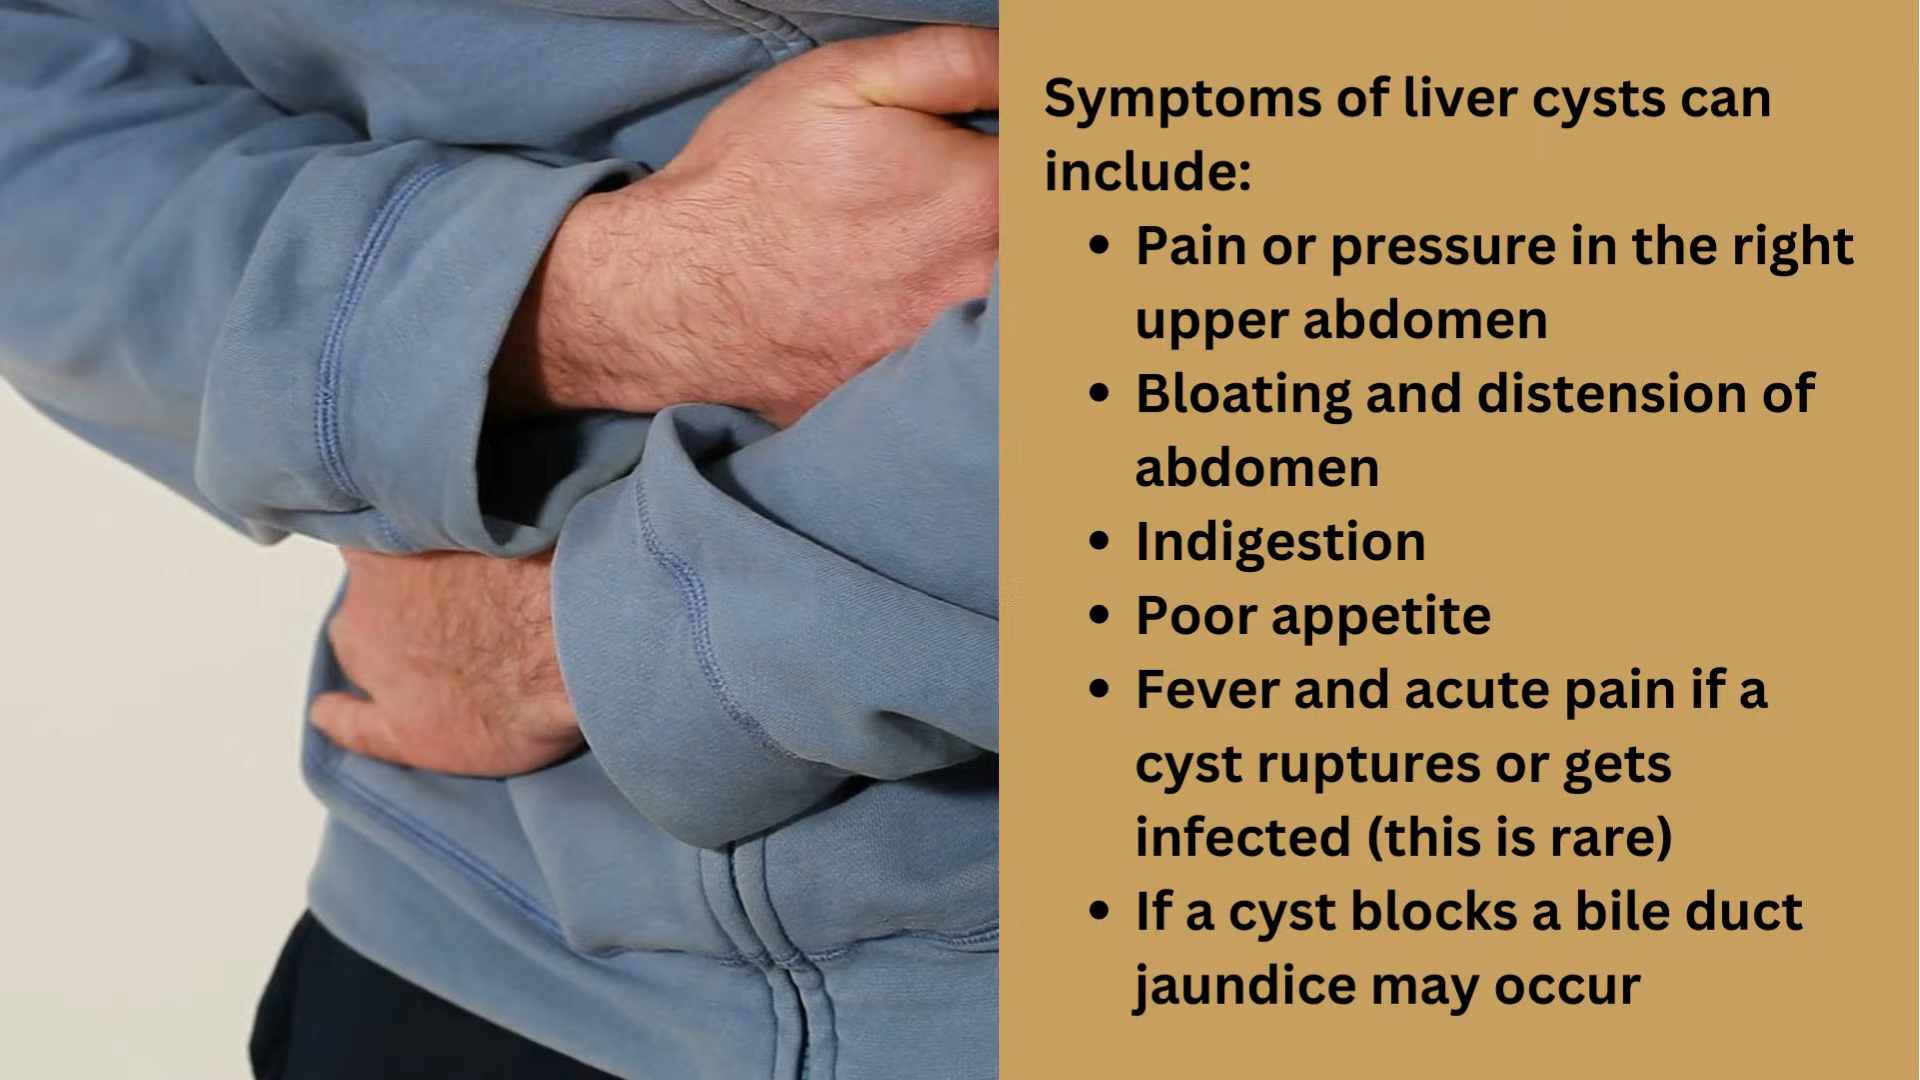 Symptoms of liver cysts can
include:
• Pain or pressure in the right
upper abdomen
• Bloating and distension of
abdomen
• Indigestion
• Poor appetite
• Fever and acute pain if a
cyst ruptures or gets
infected (this is rare)
• If a cyst blocks a bile duct
jaundice may occur